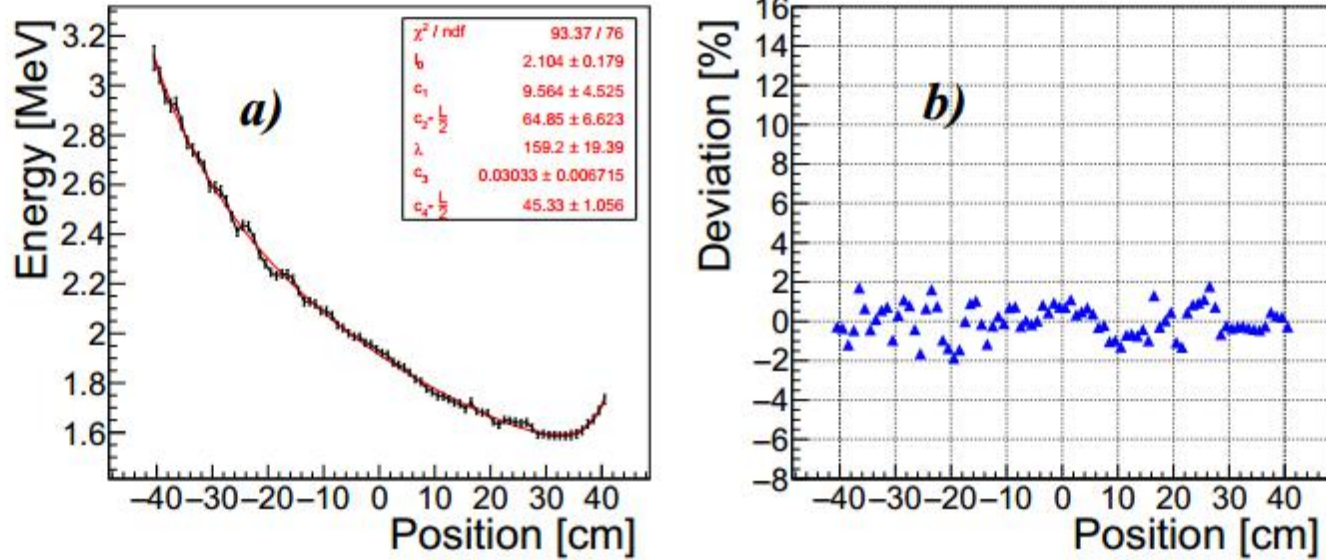 a)
Energy [MeV]
3.2
3
2.8
2.6
2.4
2.2
2
1.8
1.6
χ² / ndf 93.37 / 76
I₀ 2.104 ± 0.179
c₁ 9.564 ± 4.525
c₂- L/2 64.85 ± 6.623
λ 159.2 ± 19.39
c₃ 0.03033 ± 0.006715
c₄- L/2 45.33 ± 1.056
−40 −30 −20 −10 0 10 20 30 40
Position [cm]
b)
Deviation [%]
16
14
12
10
8
6
4
2
0
−2
−4
−6
−8
−40 −30 −20 −10 0 10 20 30 40
Position [cm]